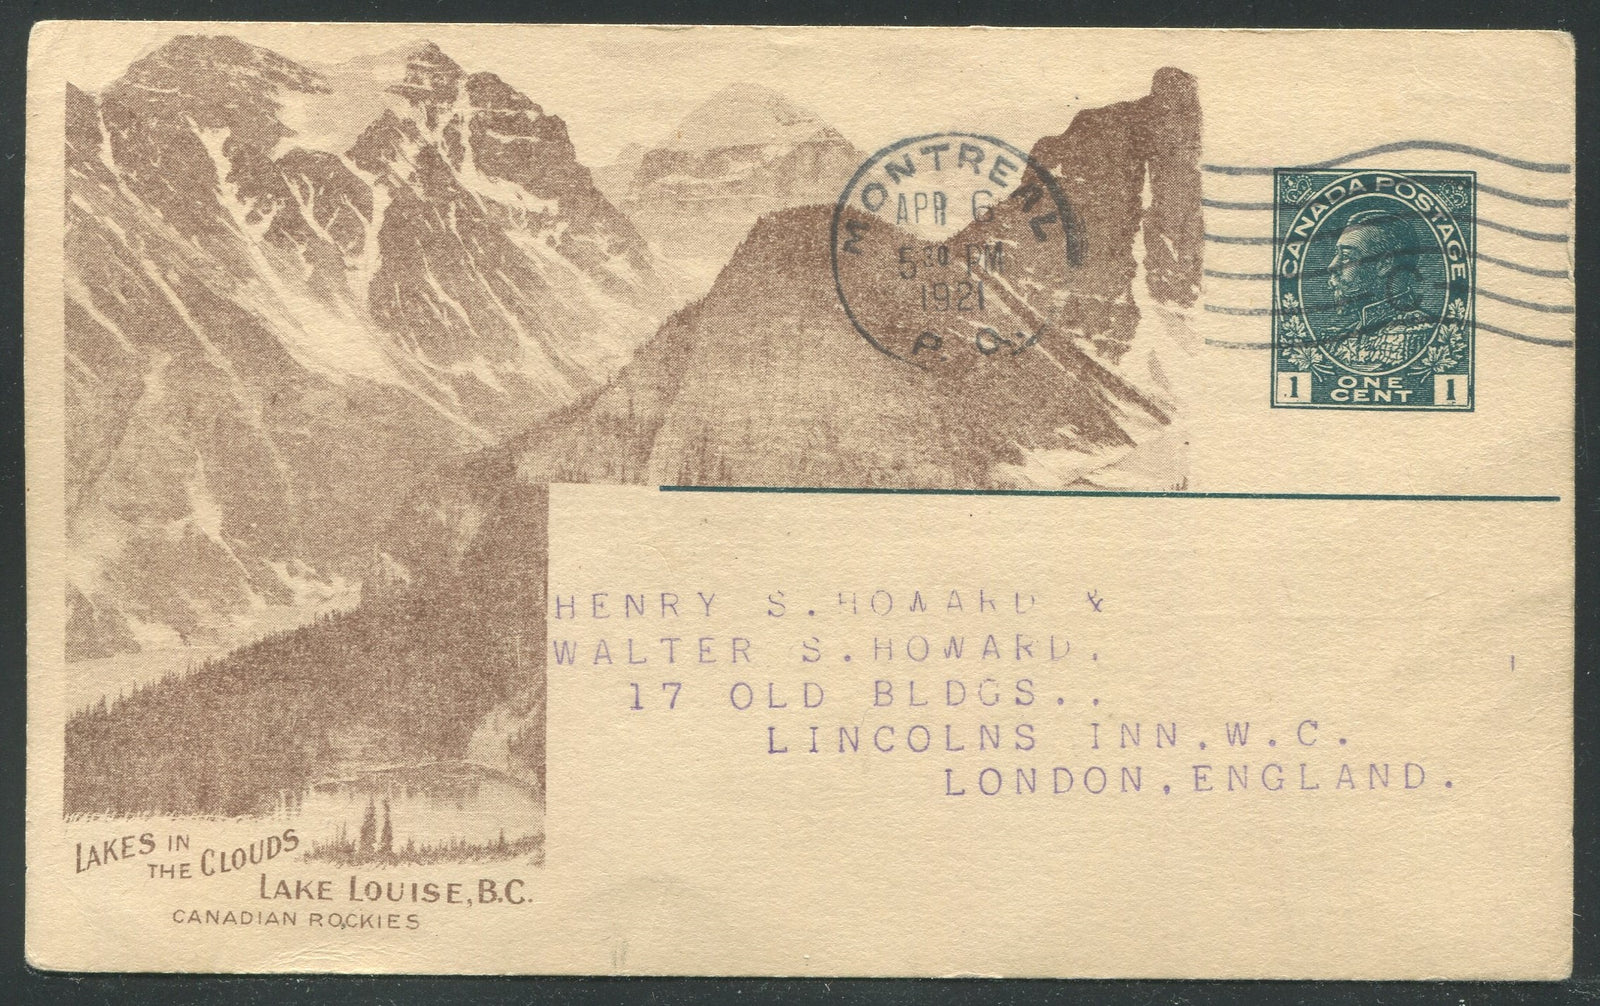 MONTREAL
APR 6
5 30 PM
1921
P.O.
CANADA POSTAGE
1 ONE CENT 1
HENRY S. HOWARD &
WALTER S. HOWARD.
17 OLD BLDGS..
LINCOLNS INN. W.C.
LONDON, ENGLAND.
LAKES IN
THE CLOUDS
LAKE LOUISE, B.C.
CANADIAN ROCKIES